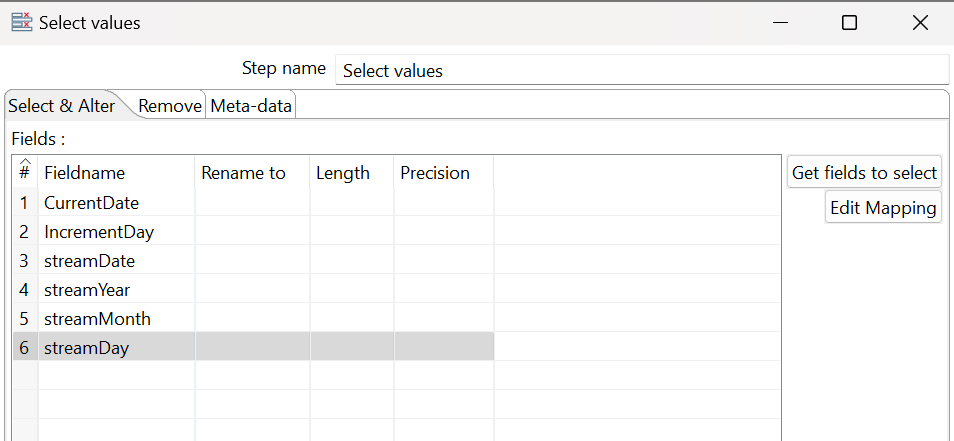 Select values
Step name Select values
Select & Alter Remove Meta-data
Fields :
# Fieldname Rename to Length Precision Get fields to select
1 CurrentDate Edit Mapping
2 IncrementDay
3 streamDate
4 streamYear
5 streamMonth
6 streamDay